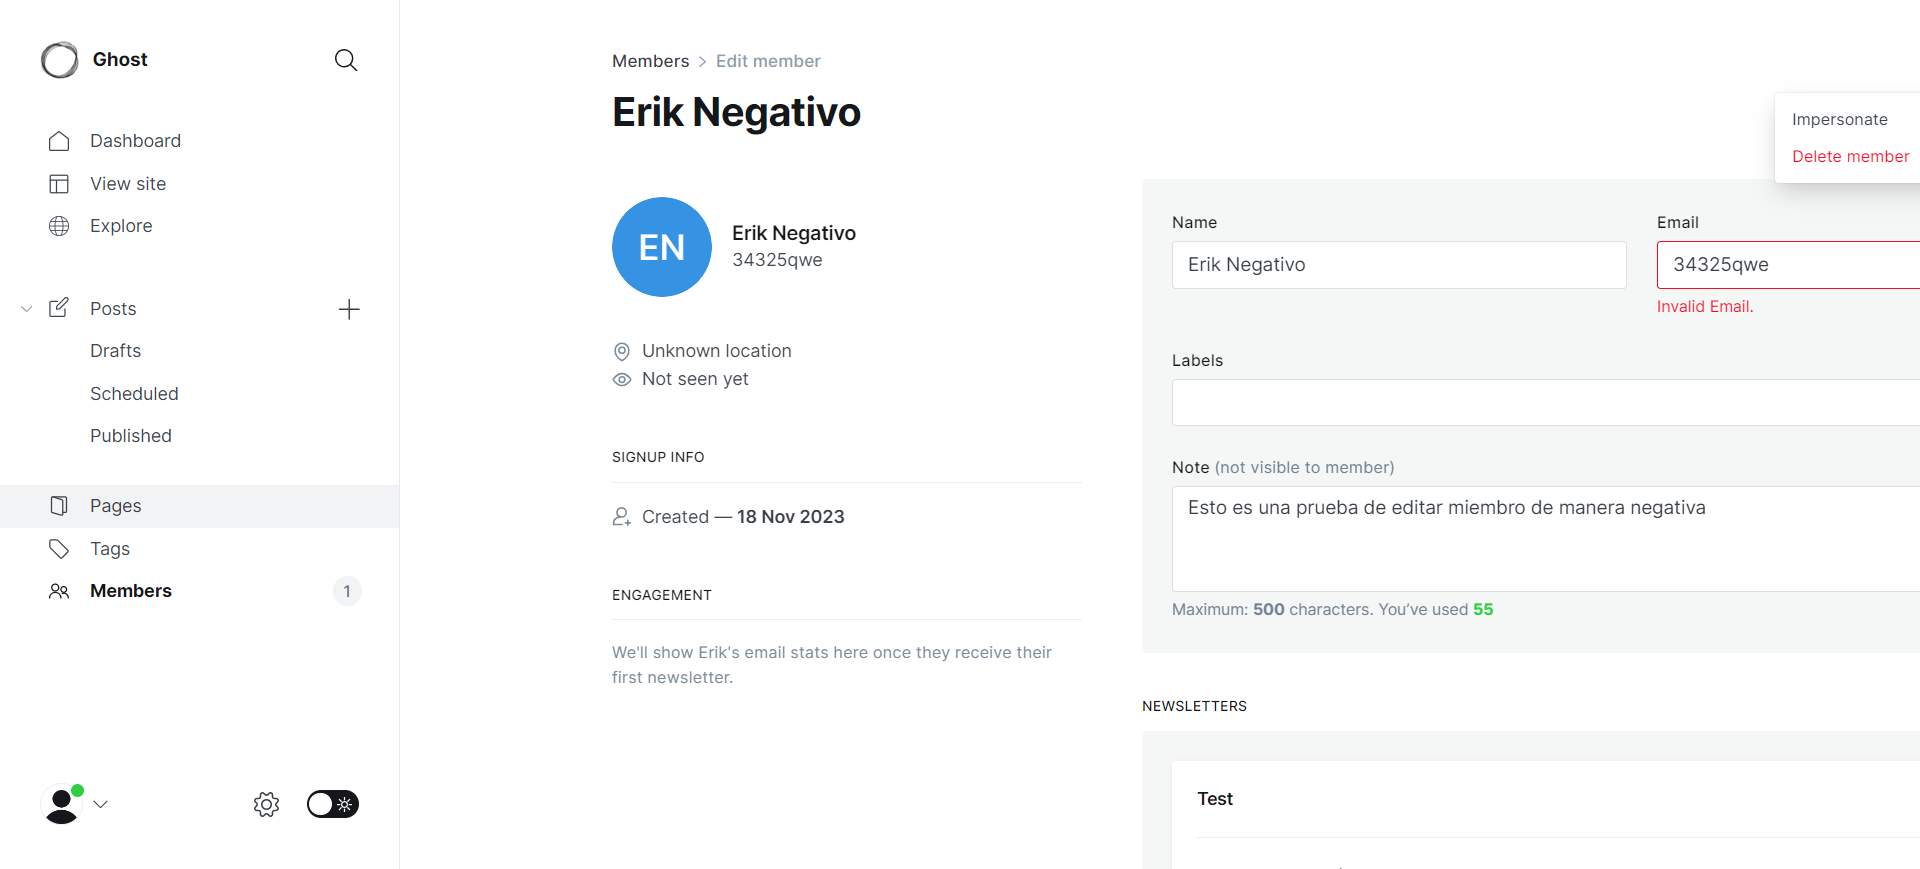 Ghost
Dashboard
View site
Explore
Posts
Drafts
Scheduled
Published
Pages
Tags
Members
1
Members > Edit member
Erik Negativo
EN
Erik Negativo
34325qwe
Unknown location
Not seen yet
SIGNUP INFO
Created — 18 Nov 2023
ENGAGEMENT
We'll show Erik's email stats here once they receive their
first newsletter.
Impersonate
Delete member
Name
Erik Negativo
Email
34325qwe
Invalid Email.
Labels
Note (not visible to member)
Esto es una prueba de editar miembro de manera negativa
Maximum: 500 characters. You’ve used 55
NEWSLETTERS
Test